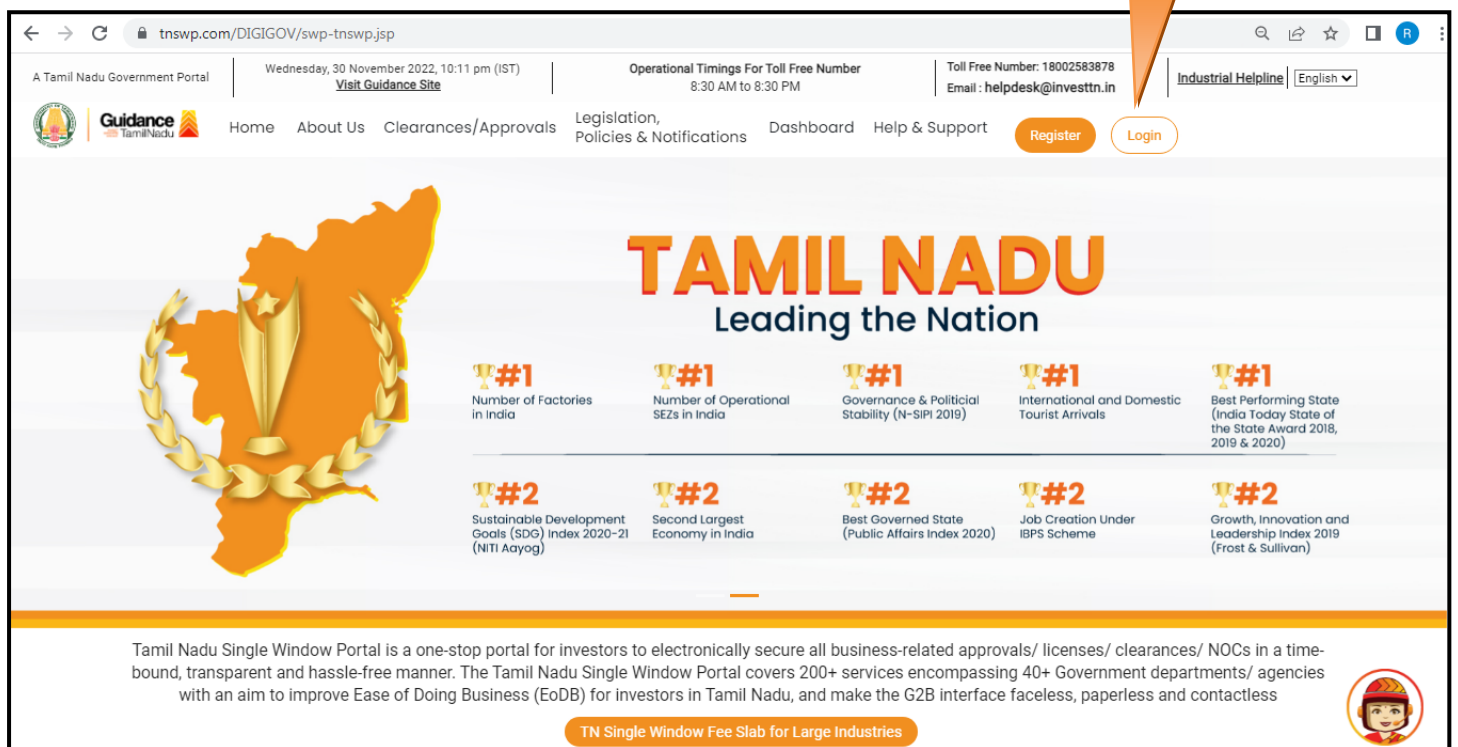 tnswp.com/DIGIGOV/swp-tnswp.jsp
R
A Tamil Nadu Government Portal
Wednesday, 30 November 2022, 10:11 pm (IST)
Visit Guidance Site
Operational Timings For Toll Free Number
8:30 AM to 8:30 PM
Toll Free Number: 18002583878
Email : helpdesk@investtn.in
Industrial Helpline
English
Guidance
TamilNadu
Home
About Us
Clearances/Approvals
Legislation,
Policies & Notifications
Dashboard
Help & Support
Register
Login
TAMIL NADU
Leading the Nation
#1
Number of Factories
in India
#1
Number of Operational
SEZs in India
#1
Governance & Politicial
Stability (N-SIPI 2019)
#1
International and Domestic
Tourist Arrivals
#1
Best Performing State
(India Today State of
the State Award 2018,
2019 & 2020)
#2
Sustainable Development
Goals (SDG) Index 2020-21
(NITI Aayog)
#2
Second Largest
Economy in India
#2
Best Governed State
(Public Affairs Index 2020)
#2
Job Creation Under
IBPS Scheme
#2
Growth, Innovation and
Leadership Index 2019
(Frost & Sullivan)
Tamil Nadu Single Window Portal is a one-stop portal for investors to electronically secure all business-related approvals/ licenses/ clearances/ NOCs in a time-
bound, transparent and hassle-free manner. The Tamil Nadu Single Window Portal covers 200+ services encompassing 40+ Government departments/ agencies
with an aim to improve Ease of Doing Business (EoDB) for investors in Tamil Nadu, and make the G2B interface faceless, paperless and contactless
TN Single Window Fee Slab for Large Industries